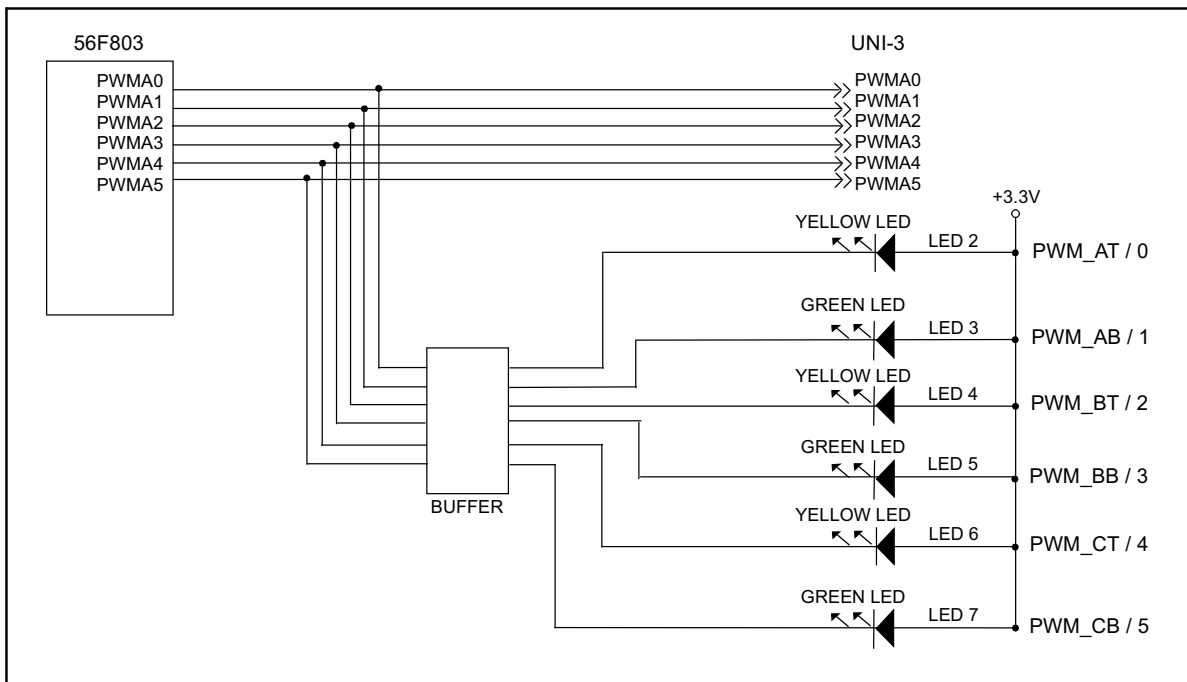 56F803
UNI-3
PWMA0
PWMA1
PWMA2
PWMA3
PWMA4
PWMA5
PWMA0
PWMA1
PWMA2
PWMA3
PWMA4
PWMA5
+3.3V
YELLOW LED
LED 2
PWM_AT / 0
GREEN LED
LED 3
PWM_AB / 1
YELLOW LED
LED 4
PWM_BT / 2
GREEN LED
LED 5
PWM_BB / 3
BUFFER
YELLOW LED
LED 6
PWM_CT / 4
GREEN LED
LED 7
PWM_CB / 5